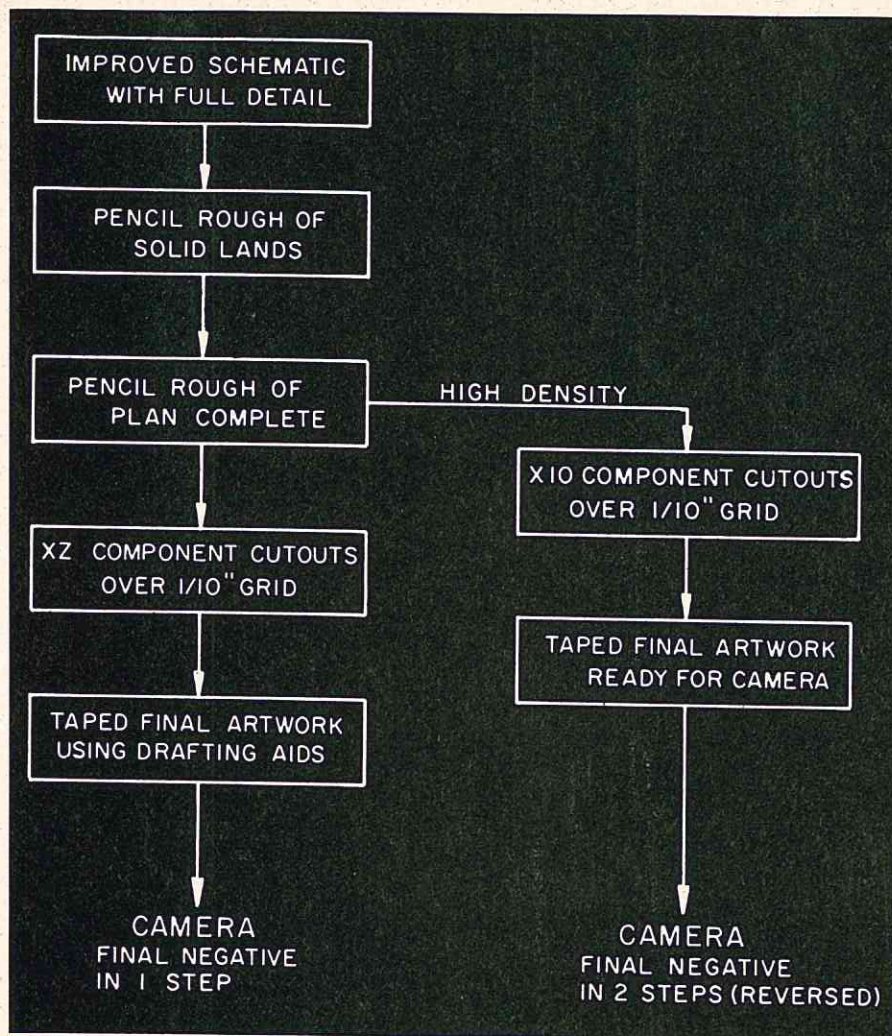 IMPROVED SCHEMATIC
WITH FULL DETAIL
PENCIL ROUGH OF
SOLID LANDS
PENCIL ROUGH OF
PLAN COMPLETE
HIGH DENSITY
XZ COMPONENT CUTOUTS
OVER 1/10" GRID
TAPED FINAL ARTWORK
USING DRAFTING AIDS
CAMERA
FINAL NEGATIVE
IN 1 STEP
X10 COMPONENT CUTOUTS
OVER 1/10" GRID
TAPED FINAL ARTWORK
READY FOR CAMERA
CAMERA
FINAL NEGATIVE
IN 2 STEPS (REVERSED)